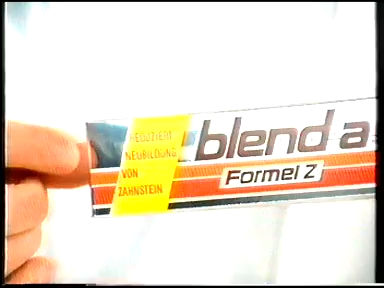 REDUZIERT
NEUBILDUNG
VON
ZAHNSTEIN
blend a
Formel Z